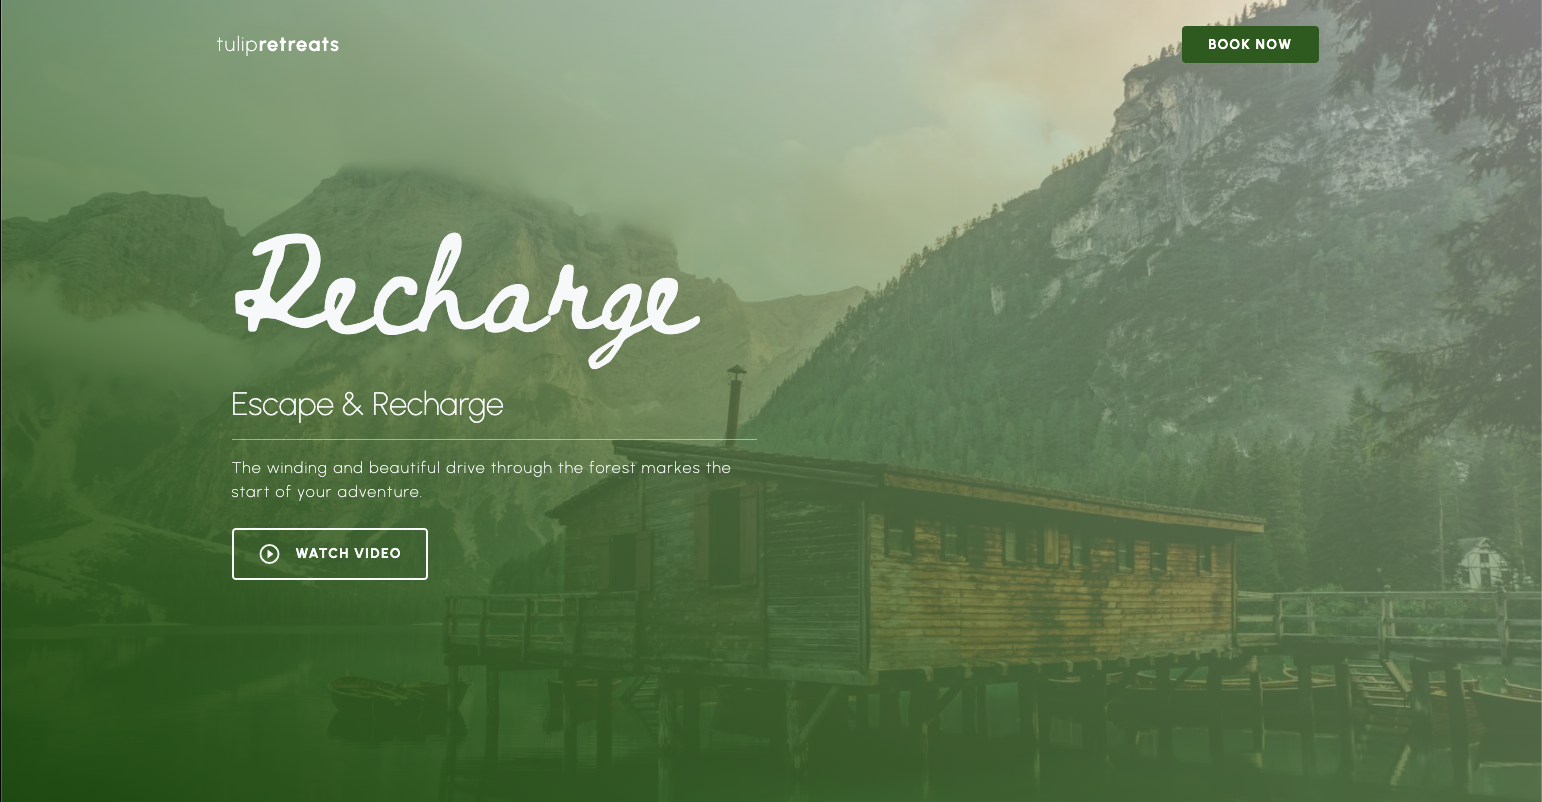 tulipretreats
BOOK NOW
Recharge
Escape & Recharge
The winding and beautiful drive through the forest markes the
start of your adventure.
WATCH VIDEO